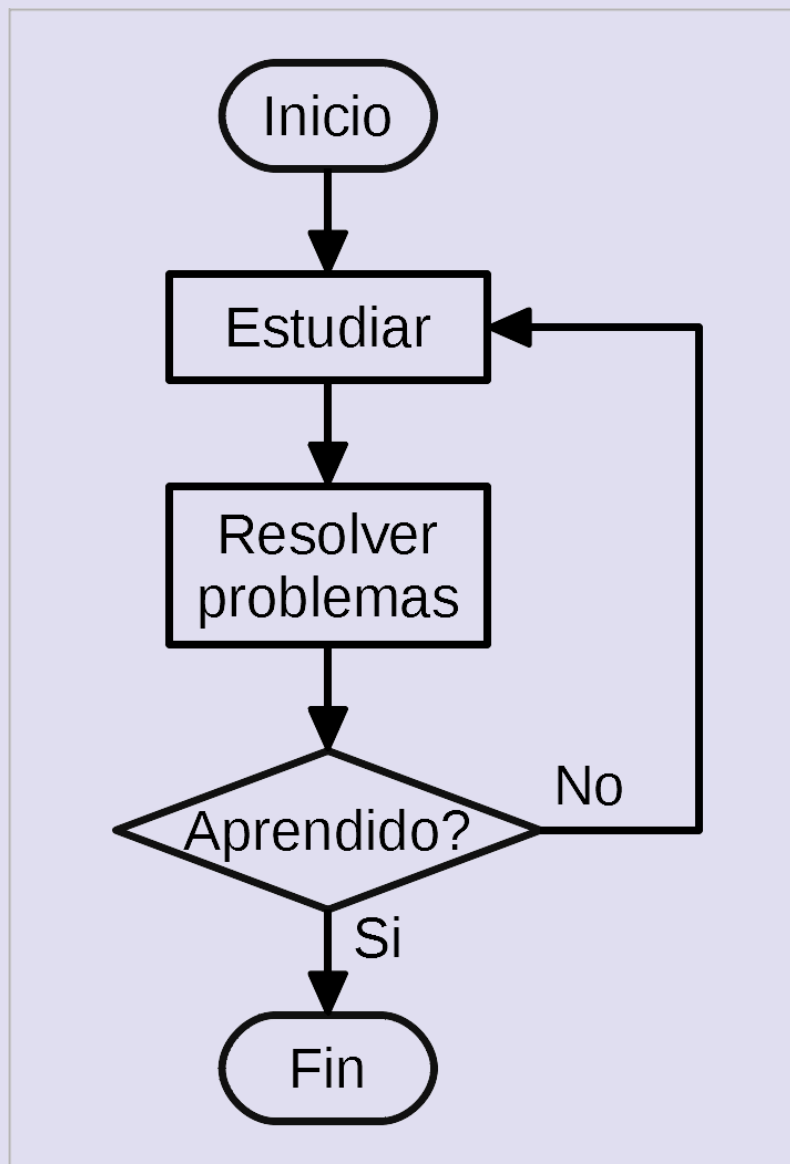 Inicio
Estudiar
Resolver
problemas
Aprendido?
No
Si
Fin